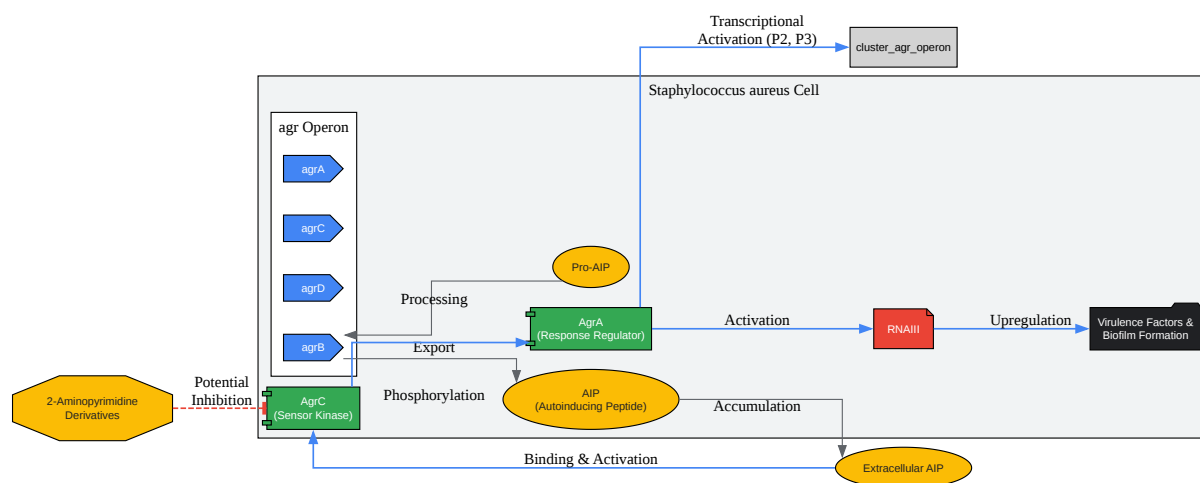 Transcriptional
Activation (P2, P3)
cluster_agr_operon
Staphylococcus aureus Cell
agr Operon
agrA
agrC
agrD
agrB
Pro-AIP
Processing
AgrA
(Response Regulator)
Activation
RNAIII
Upregulation
Virulence Factors &
Biofilm Formation
Export
Phosphorylation
AIP
(Autoinducing Peptide)
Accumulation
2-Aminopyrimidine
Derivatives
Potential
Inhibition
AgrC
(Sensor Kinase)
Binding & Activation
Extracellular AIP